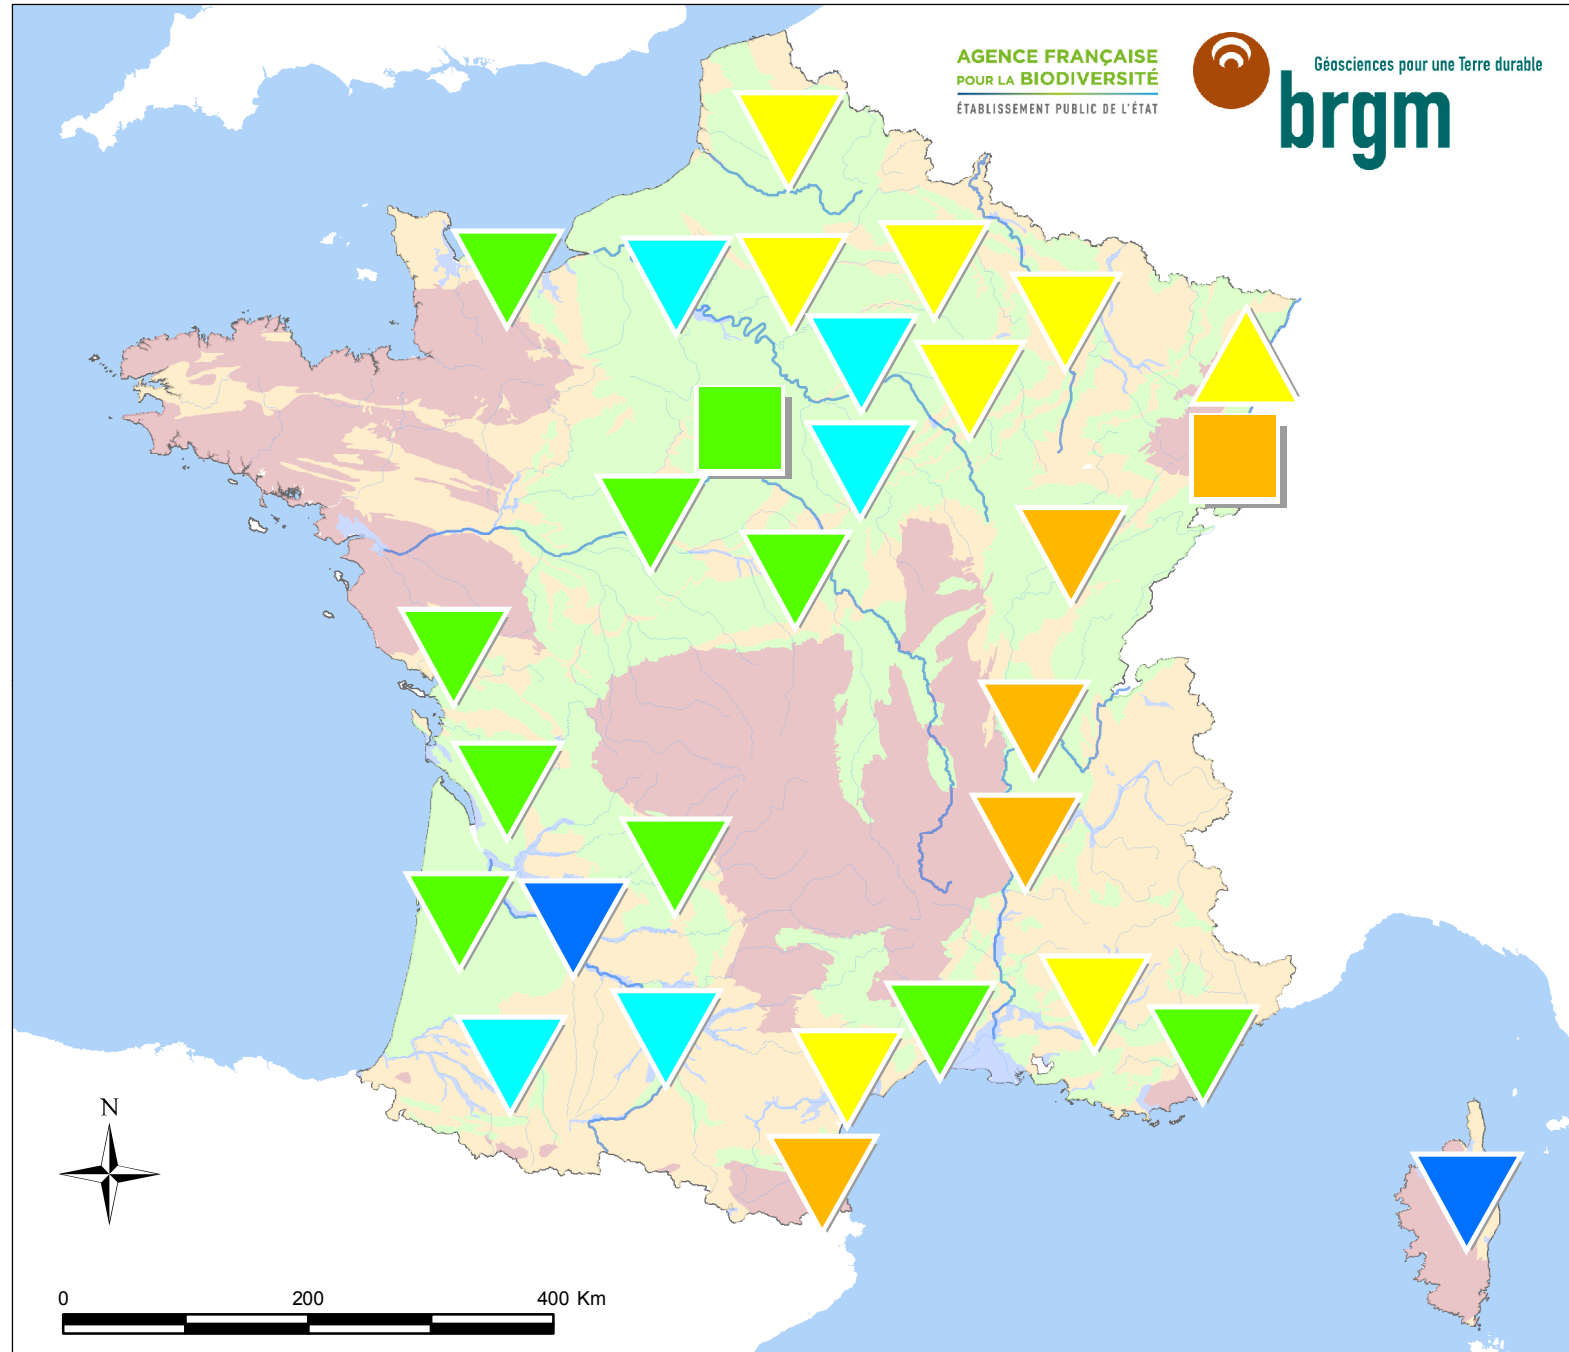 AGENCE FRANÇAISE
POUR LA BIODIVERSITÉ
ÉTABLISSEMENT PUBLIC DE L'ÉTAT
Géosciences pour une Terre durable
brgm
N
0 200 400 Km